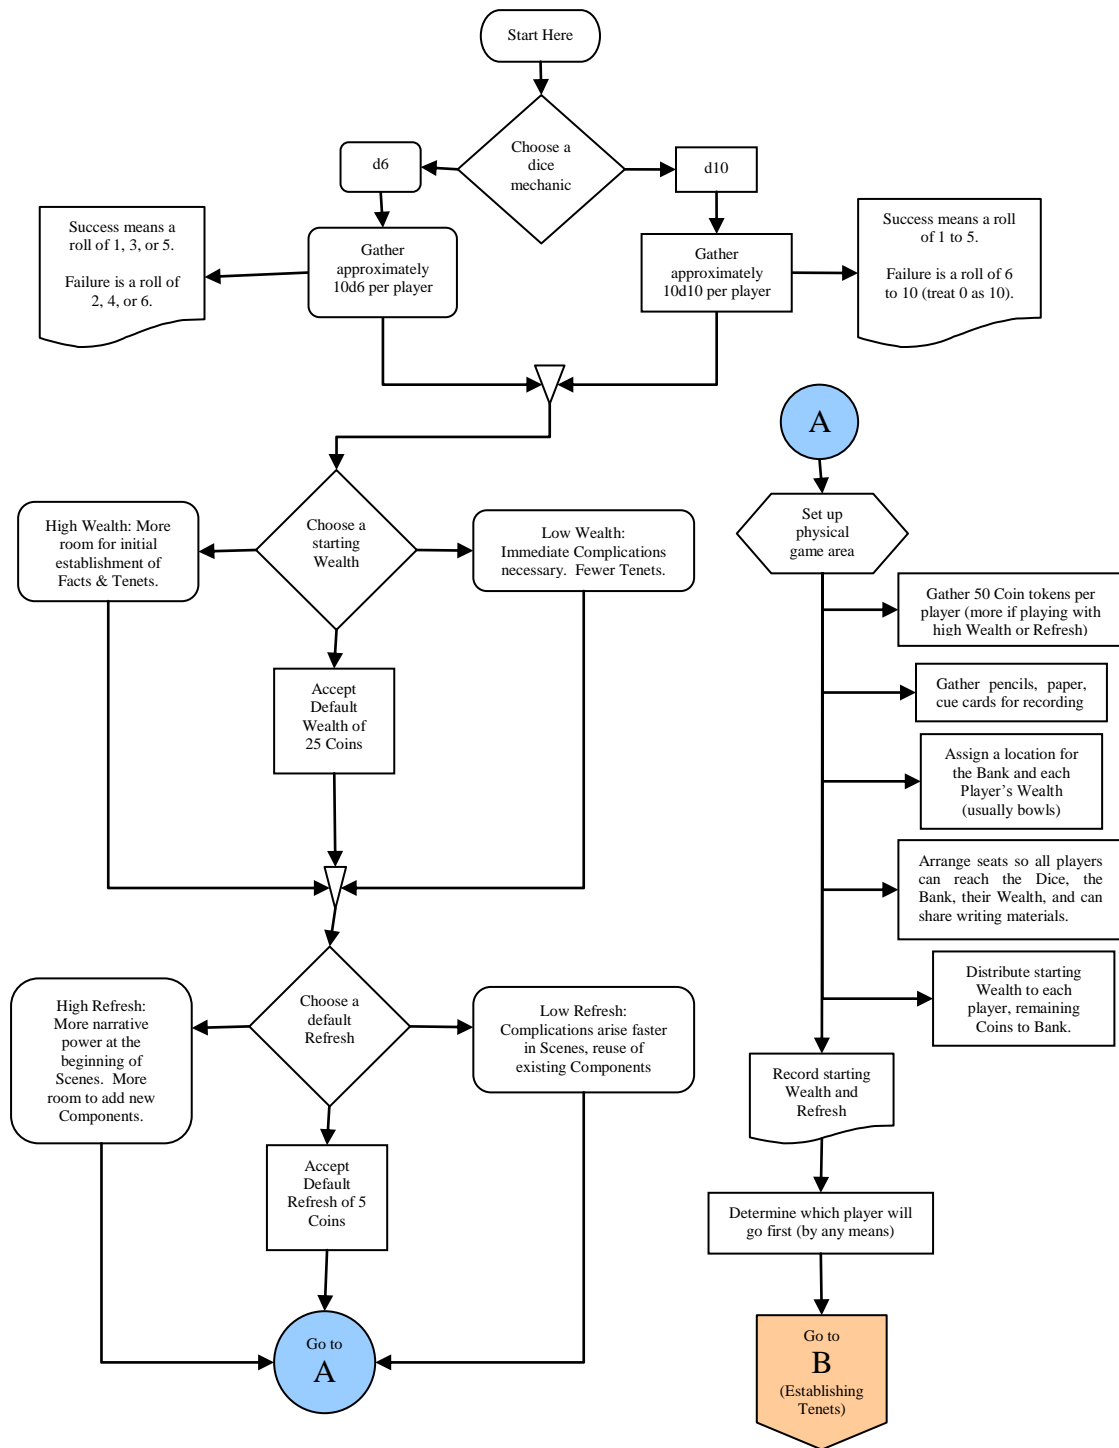 Start Here
Choose a
dice
mechanic
d6
d10
Success means a
roll of 1, 3, or 5.
Failure is a roll of
2, 4, or 6.
Gather
approximately
10d6 per player
Gather
approximately
10d10 per player
Success means a roll
of 1 to 5.
Failure is a roll of 6
to 10 (treat 0 as 10).
High Wealth: More
room for initial
establishment of
Facts & Tenets.
Choose a
starting
Wealth
Low Wealth:
Immediate Complications
necessary.  Fewer Tenets.
Accept
Default
Wealth of
25 Coins
High Refresh:
More narrative
power at the
beginning of
Scenes.  More
room to add new
Components.
Choose a
default
Refresh
Low Refresh:
Complications arise faster
in Scenes, reuse of
existing Components
Accept
Default
Refresh of 5
Coins
Go to
A
A
Set up
physical
game area
Gather 50 Coin tokens per
player (more if playing with
high Wealth or Refresh)
Gather pencils, paper,
cue cards for recording
Assign a location for
the Bank and each
Player’s Wealth
(usually bowls)
Arrange seats so all players
can reach the Dice, the
Bank, their Wealth, and can
share writing materials.
Distribute starting
Wealth to each
player, remaining
Coins to Bank.
Record starting
Wealth and
Refresh
Determine which player will
go first (by any means)
Go to
B
(Establishing
Tenets)